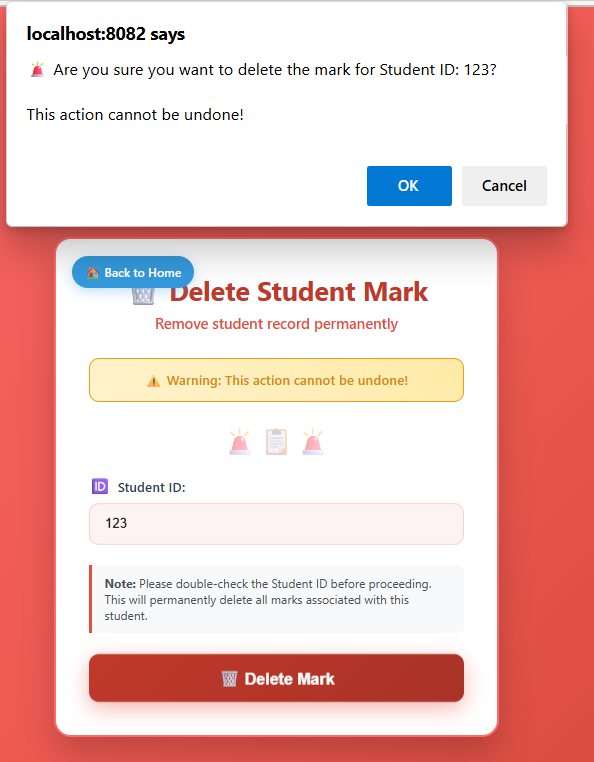 localhost:8082 says
🚨 Are you sure you want to delete the mark for Student ID: 123?
This action cannot be undone!
OK
Cancel
🏠 Back to Home
🗑️ Delete Student Mark
Remove student record permanently
⚠️ Warning: This action cannot be undone!
🚨 📋 🚨
🆔 Student ID:
123
Note: Please double-check the Student ID before proceeding.
This will permanently delete all marks associated with this
student.
🗑️ Delete Mark